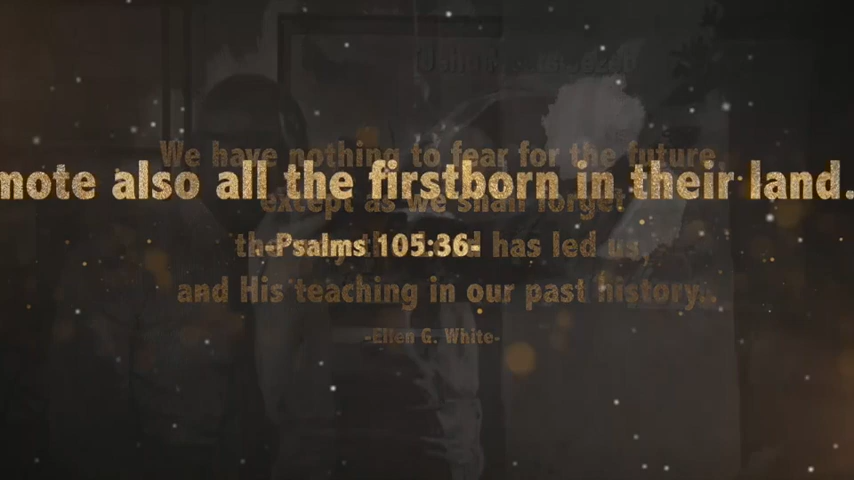 We have nothing to fear for the future,
mote also all the firstborn in their land.
except as we shall forget
-Psalms 105:36-
has led us,
and His teaching in our past history..
-Ellen G. White-